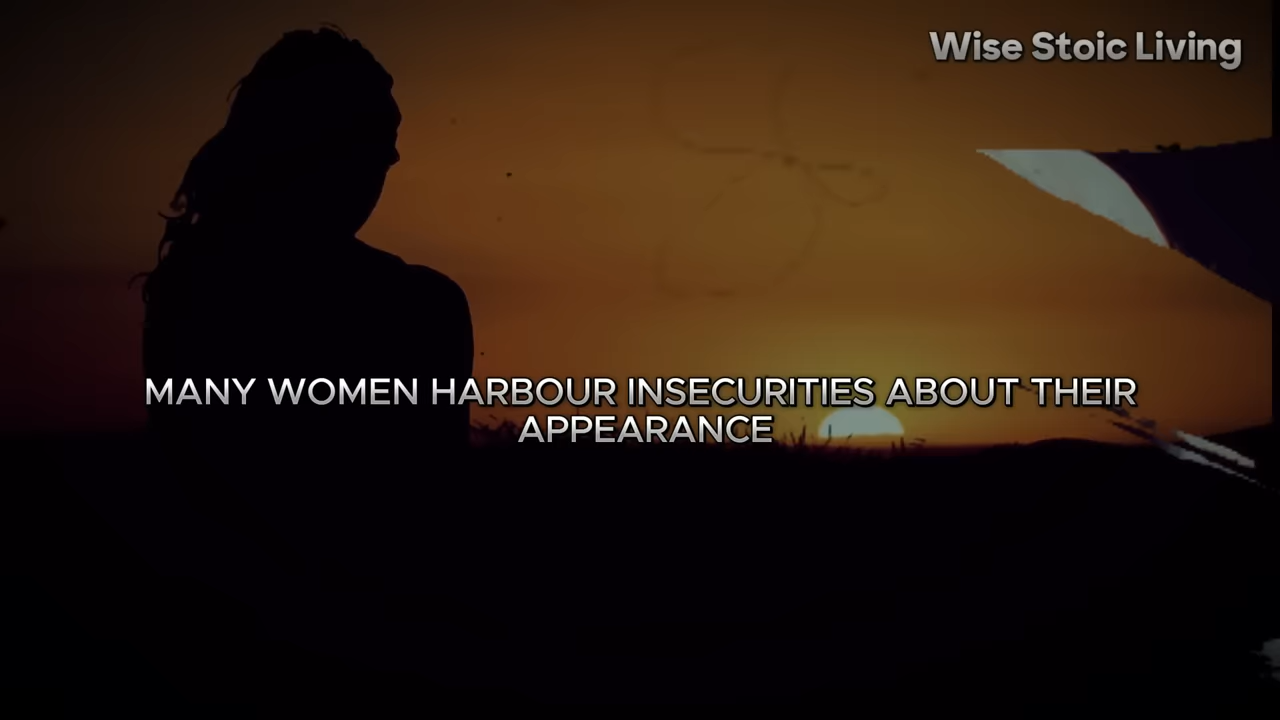 Wise Stoic Living
MANY WOMEN HARBOUR INSECURITIES ABOUT THEIR
APPEARANCE